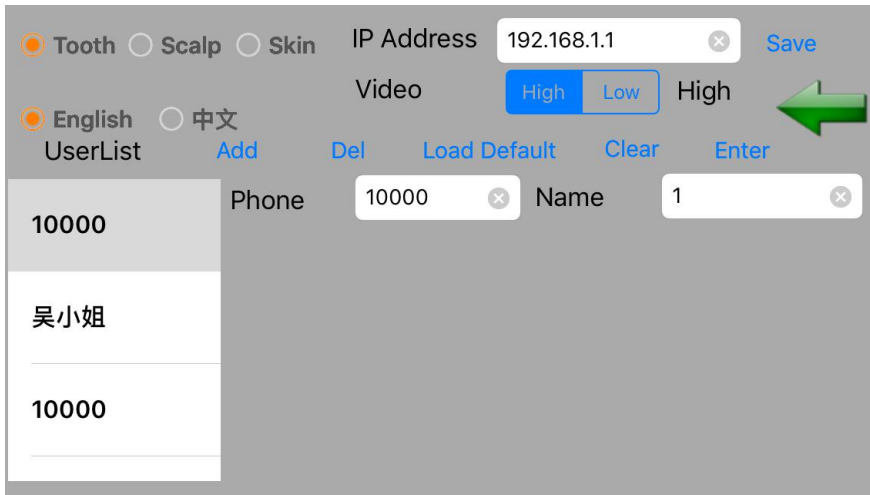 Tooth Scalp Skin IP Address 192.168.1.1 Save
Video High Low High
English 中文
UserList Add Del Load Default Clear Enter
Phone 10000 Name 1
10000
吴小姐
10000